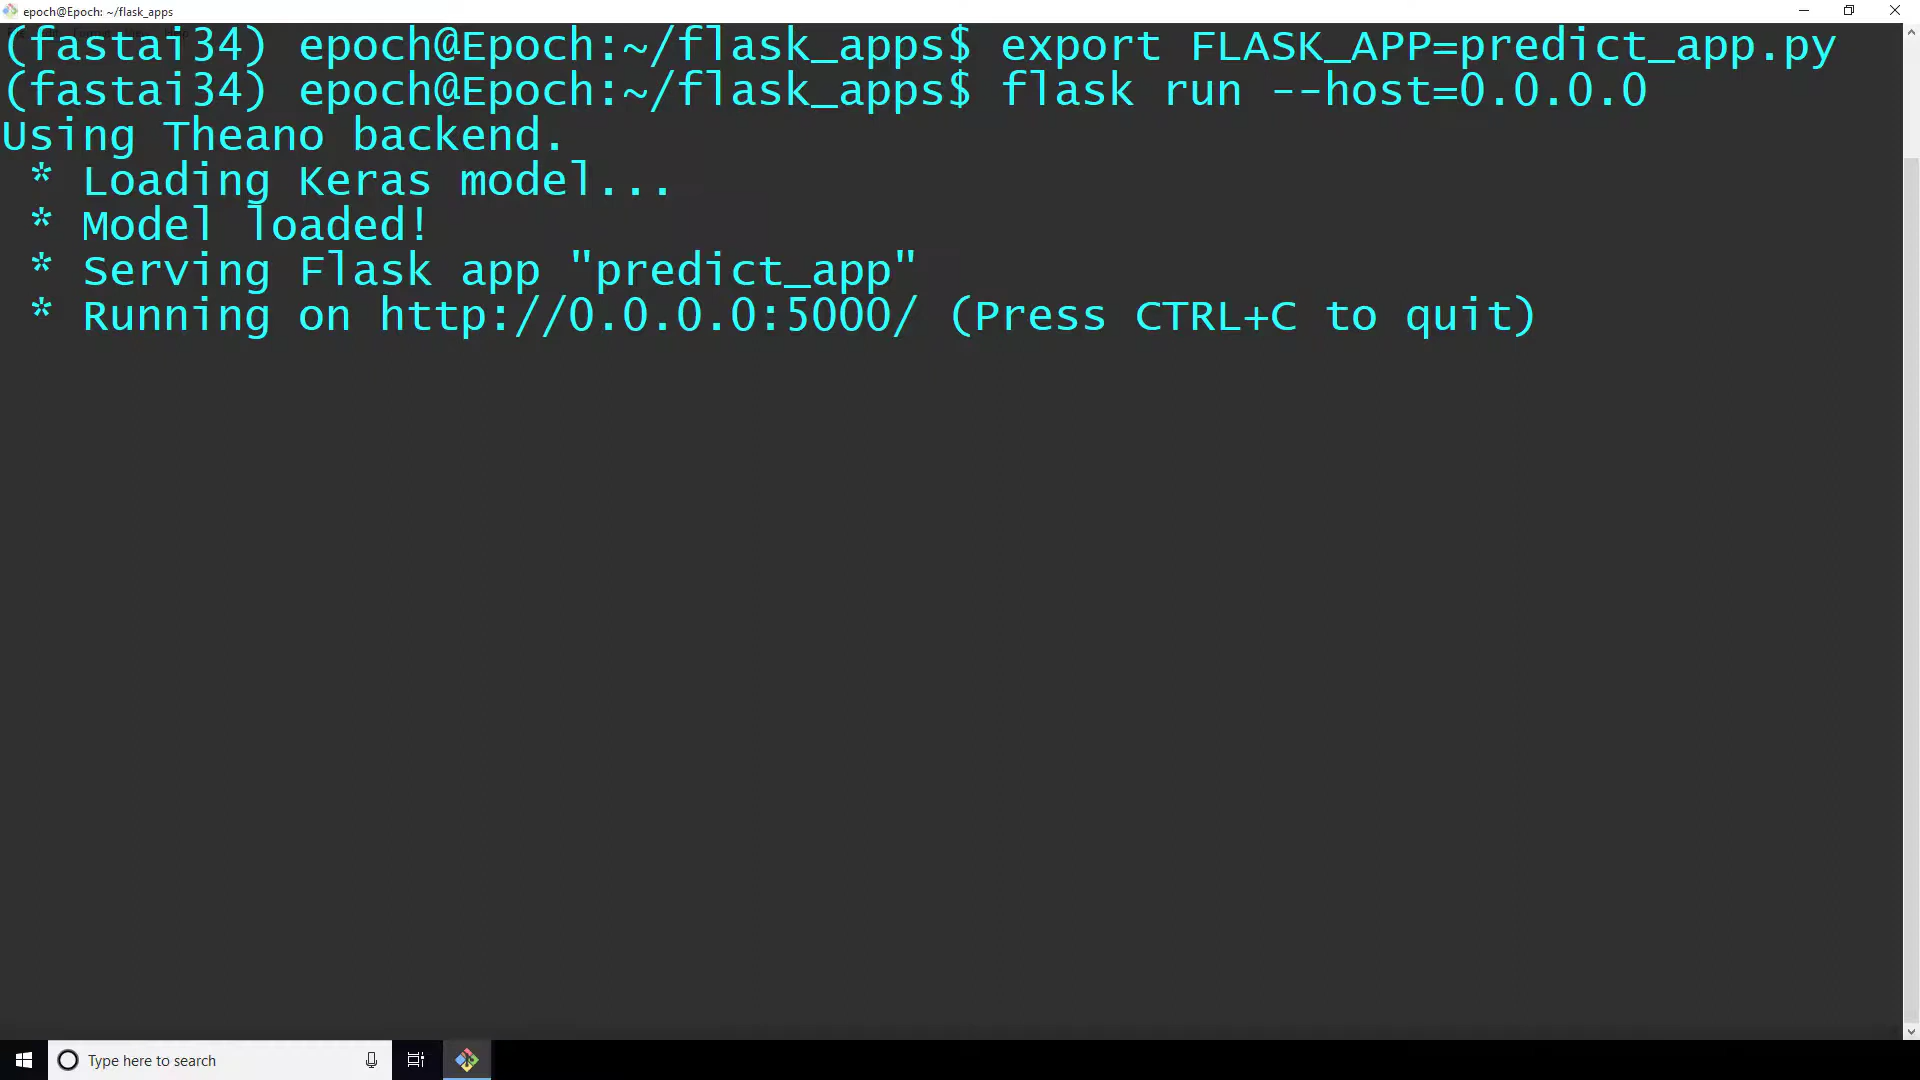 epoch@Epoch: ~/flask_apps
(fastai34) epoch@Epoch:~/flask_apps$ export FLASK_APP=predict_app.py
(fastai34) epoch@Epoch:~/flask_apps$ flask run --host=0.0.0.0
Using Theano backend.
 * Loading Keras model...
 * Model loaded!
 * Serving Flask app "predict_app"
 * Running on http://0.0.0.0:5000/ (Press CTRL+C to quit)
Type here to search